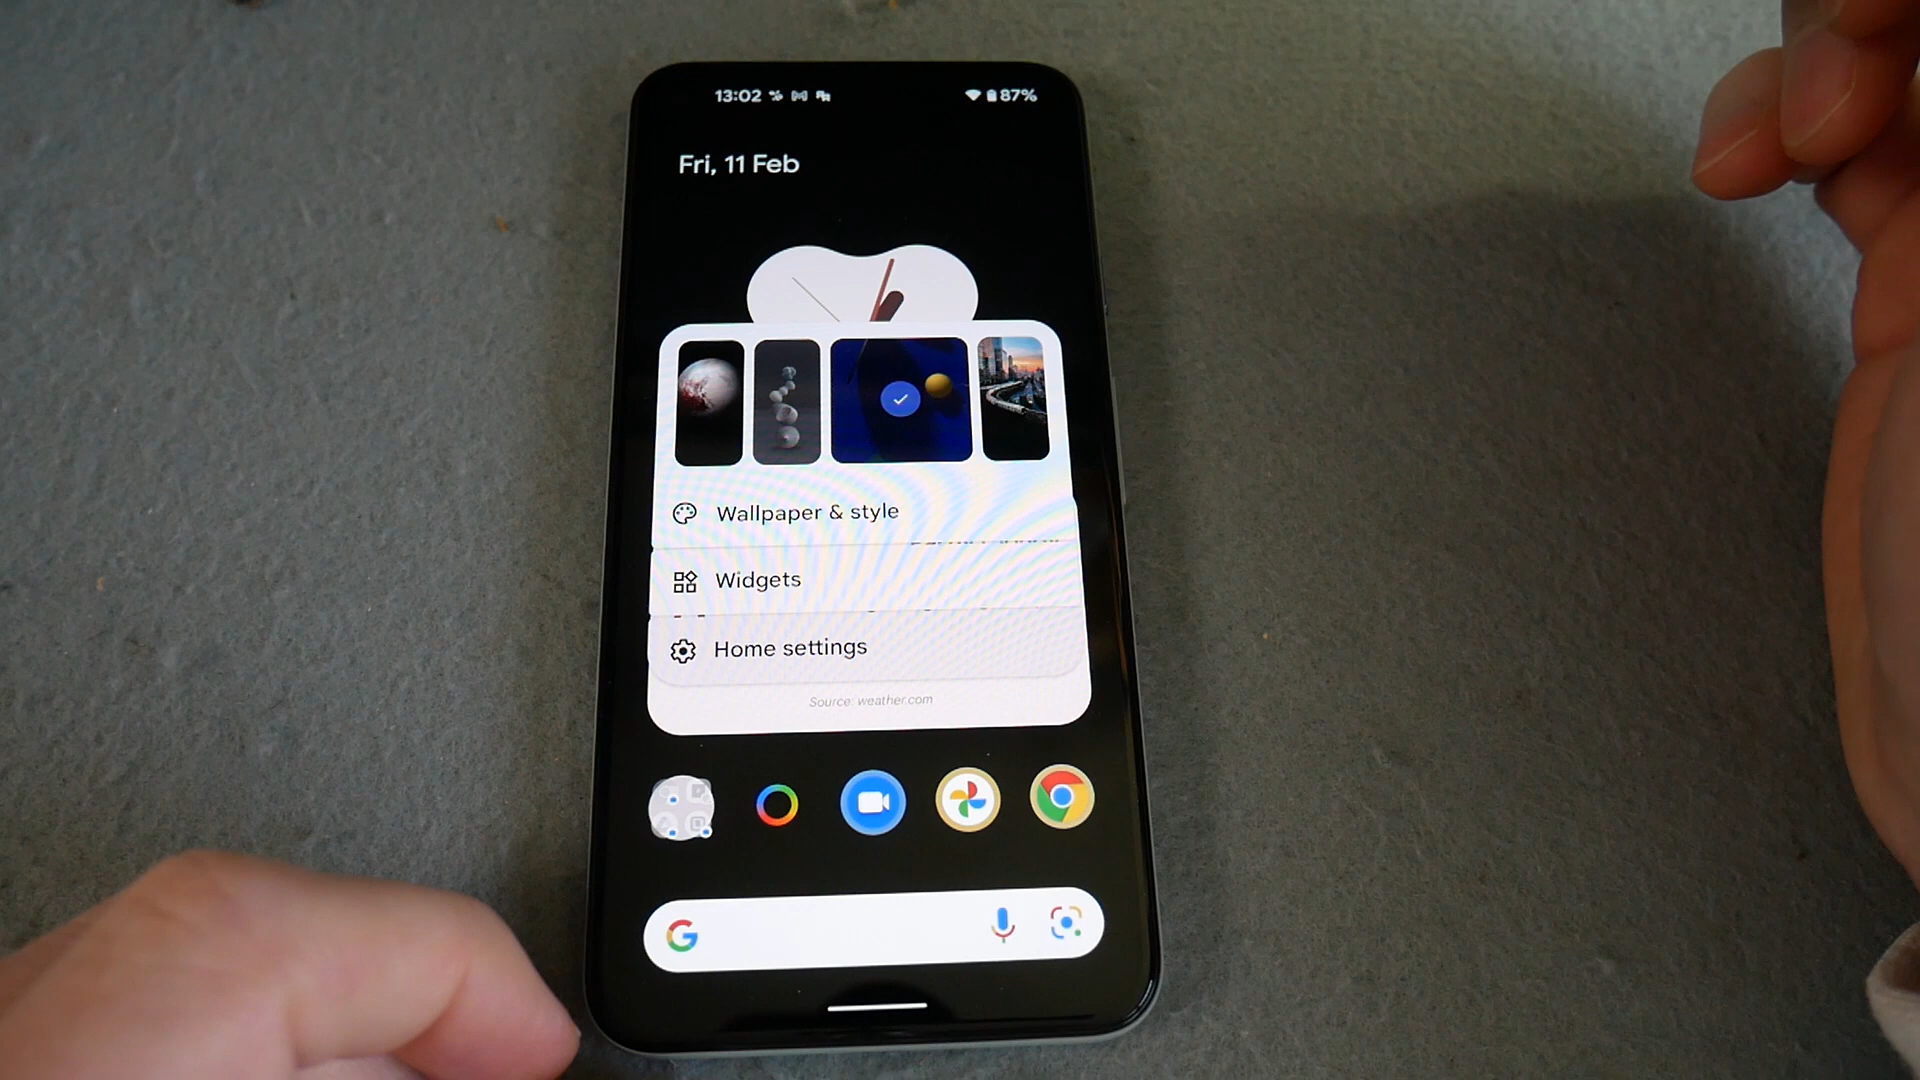 13:02
87%
Fri, 11 Feb
Wallpaper & style
Widgets
Home settings
Source: weather.com
G